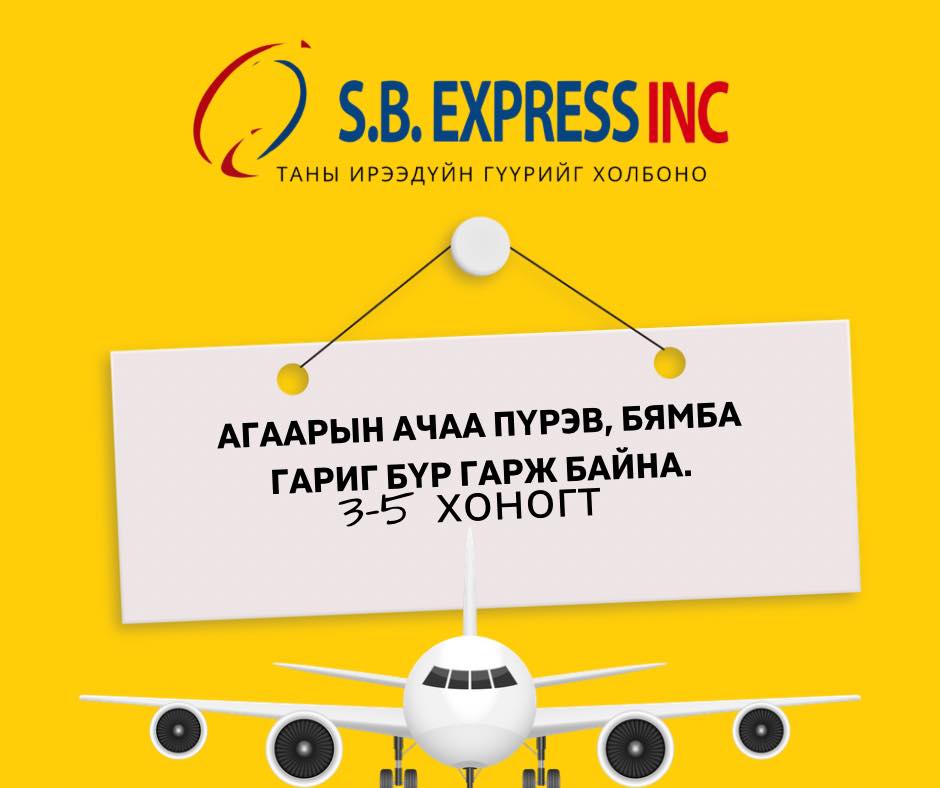 S.B. EXPRESS INC
ТАНЫ ИРЭЭДҮЙН ГҮҮРИЙГ ХОЛБОНО
АГААРЫН АЧАА ПҮРЭВ, БЯМБА
ГАРИГ БҮР ГАРЖ БАЙНА.
3-5 ХОНОГТ